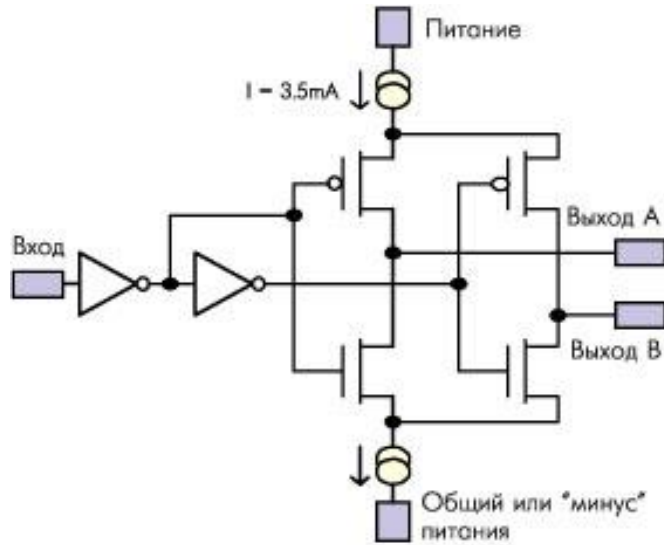 Питание
I = 3.5mA
Выход A
Вход
Выход B
Общий или "минус"
питания